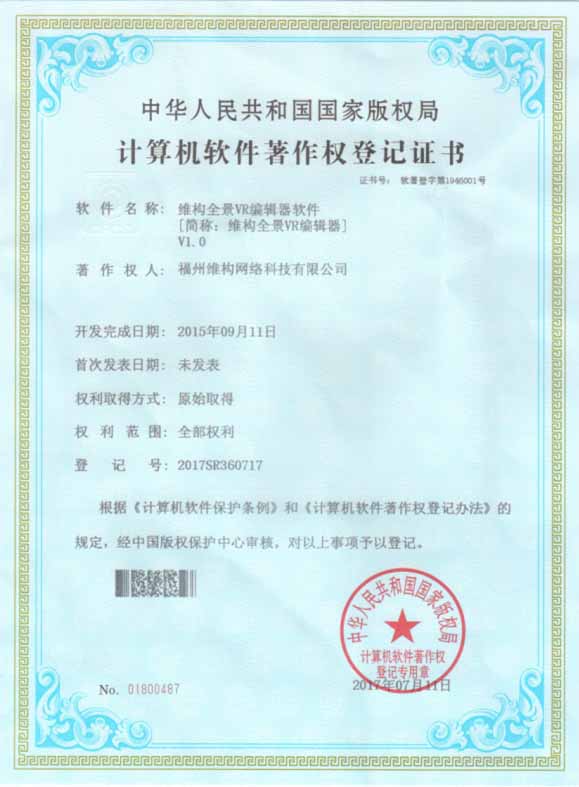 中华人民共和国国家版权局
计算机软件著作权登记证书
证书号： 软著登字第1946001号
软件名称： 维构全景VR编辑器软件
[简称：维构全景VR编辑器]
V1.0
著作权人： 福州维构网络科技有限公司
开发完成日期： 2015年09月11日
首次发表日期： 未发表
权利取得方式： 原始取得
权利范围： 全部权利
登记号： 2017SR360717
根据《计算机软件保护条例》和《计算机软件著作权登记办法》的
规定，经中国版权保护中心审核，对以上事项予以登记。
中华人民共和国国家版权局
计算机软件著作权
登记专用章
No. 01800487
2017年07月11日